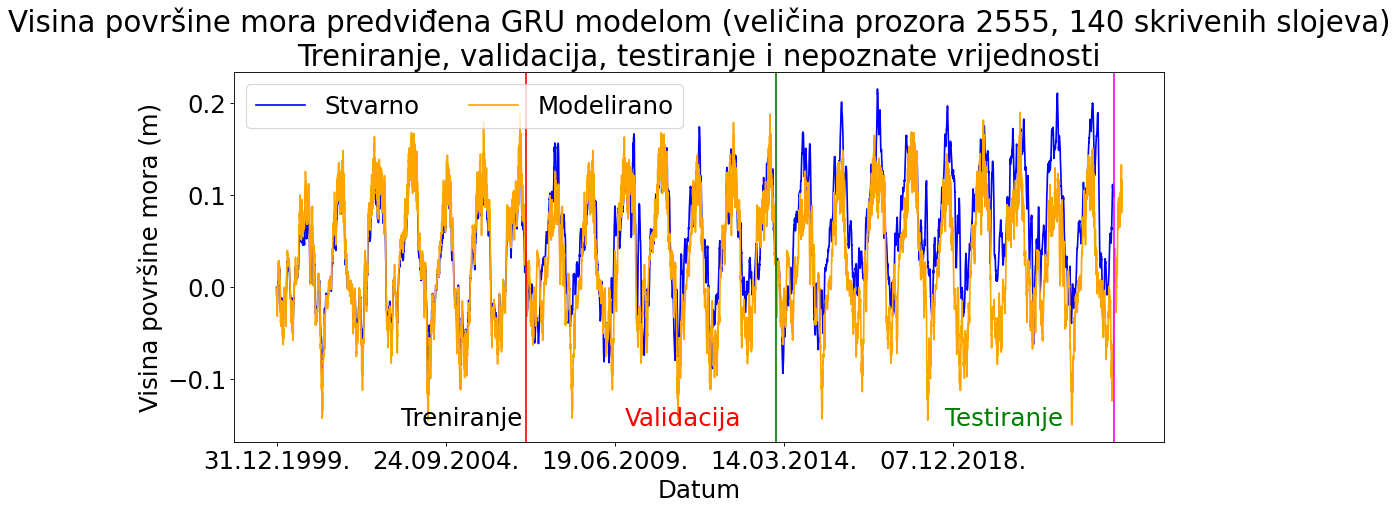 Visina površine mora predviđena GRU modelom (veličina prozora 2555, 140 skrivenih slojeva)
Treniranje, validacija, testiranje i nepoznate vrijednosti
Stvarno
Modelirano
Visina površine mora (m)
0.2
0.1
0.0
−0.1
Treniranje
Validacija
Testiranje
31.12.1999.
24.09.2004.
19.06.2009.
14.03.2014.
07.12.2018.
Datum